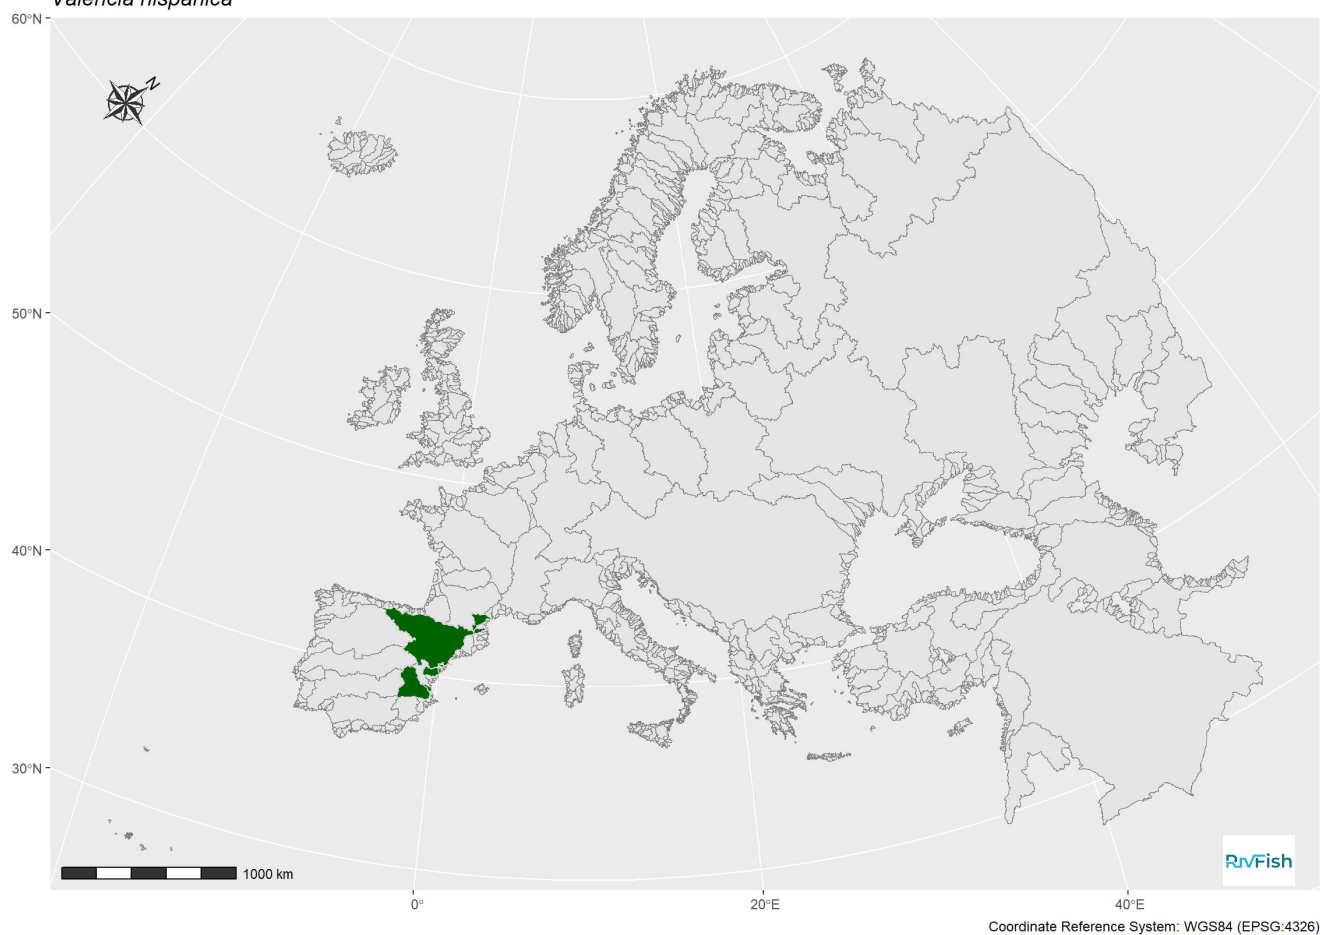 Valencia hispanica
60°N
N
50°N
40°N
30°N
1000 km
RIVFish
0°
20°E
40°E
Coordinate Reference System: WGS84 (EPSG:4326)